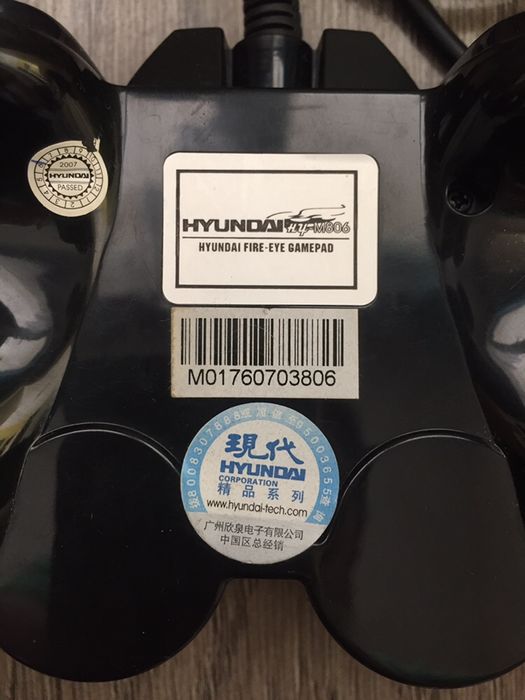 2007
HYUNDAI
PASSED
HYUNDAI HY-M806
HYUNDAI FIRE-EYE GAMEPAD
M01760703806
現代
HYUNDAI
CORPORATION
精品系列
www.hyundai-tech.com
广州欣泉电子有限公司
中国区总经销